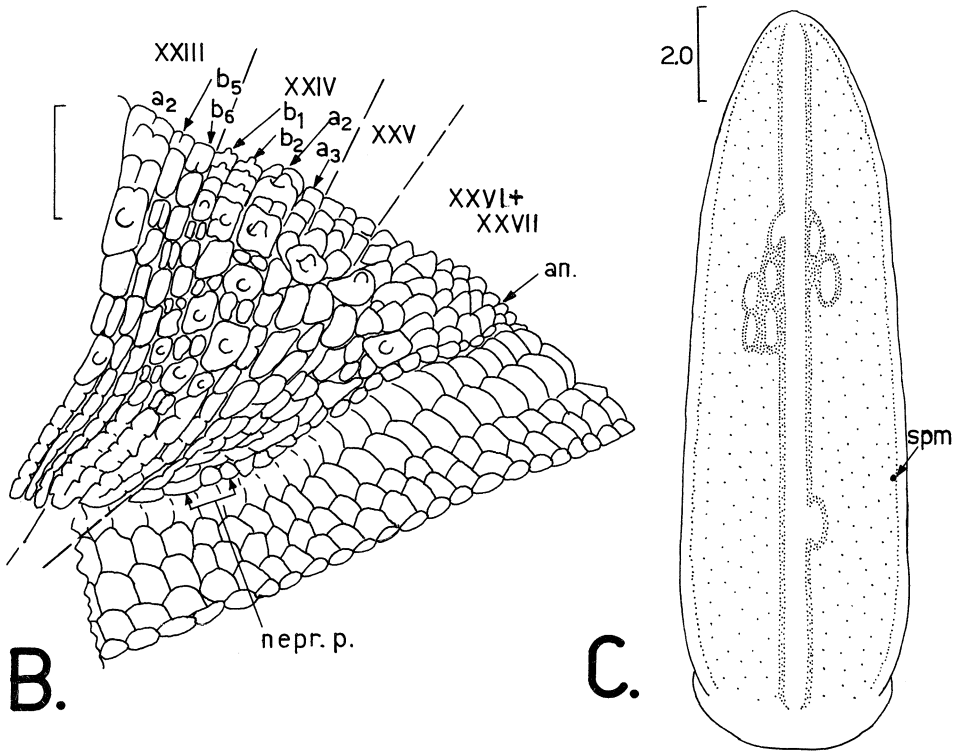 XXIII
b5
XXIV
a2
b6
b1
a2
b2
a3
XXV
XXVI+
XXVII
an.
nepr. p.
B.
2.0
spm
C.